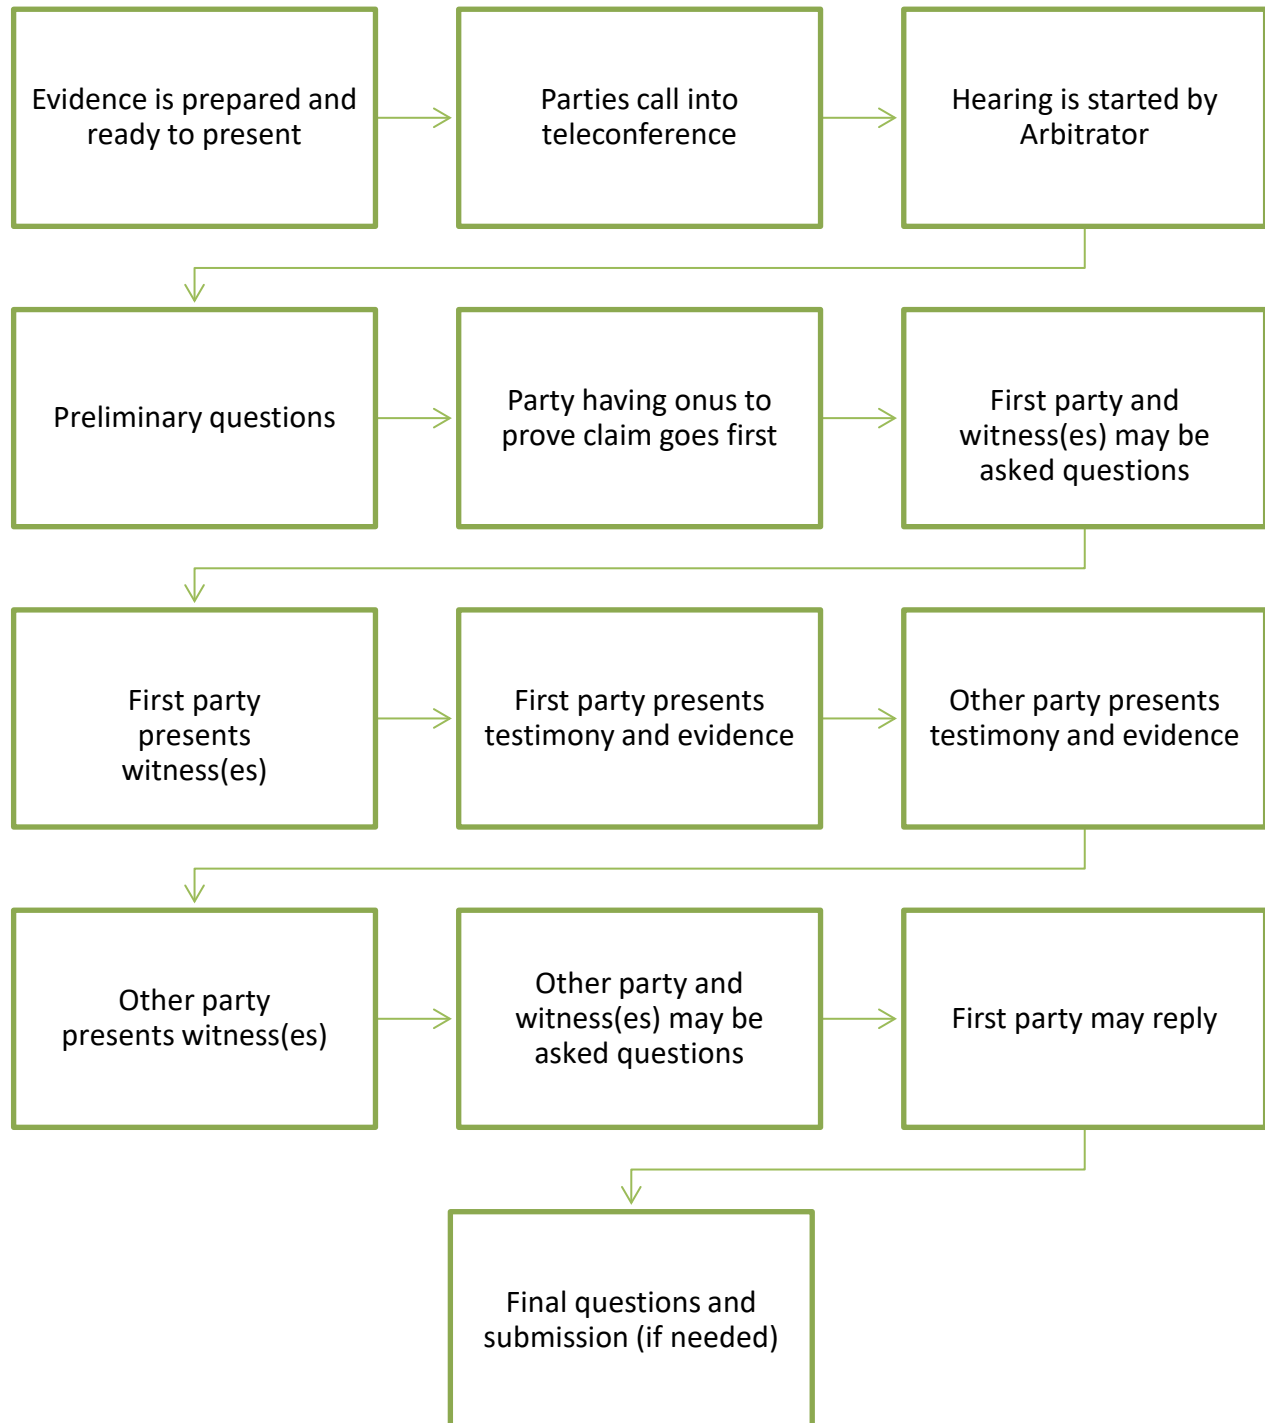 Evidence is prepared and
ready to present
Parties call into
teleconference
Hearing is started by
Arbitrator
Preliminary questions
Party having onus to
prove claim goes first
First party and
witness(es) may be
asked questions
First party
presents
witness(es)
First party presents
testimony and evidence
Other party presents
testimony and evidence
Other party
presents witness(es)
Other party and
witness(es) may be
asked questions
First party may reply
Final questions and
submission (if needed)